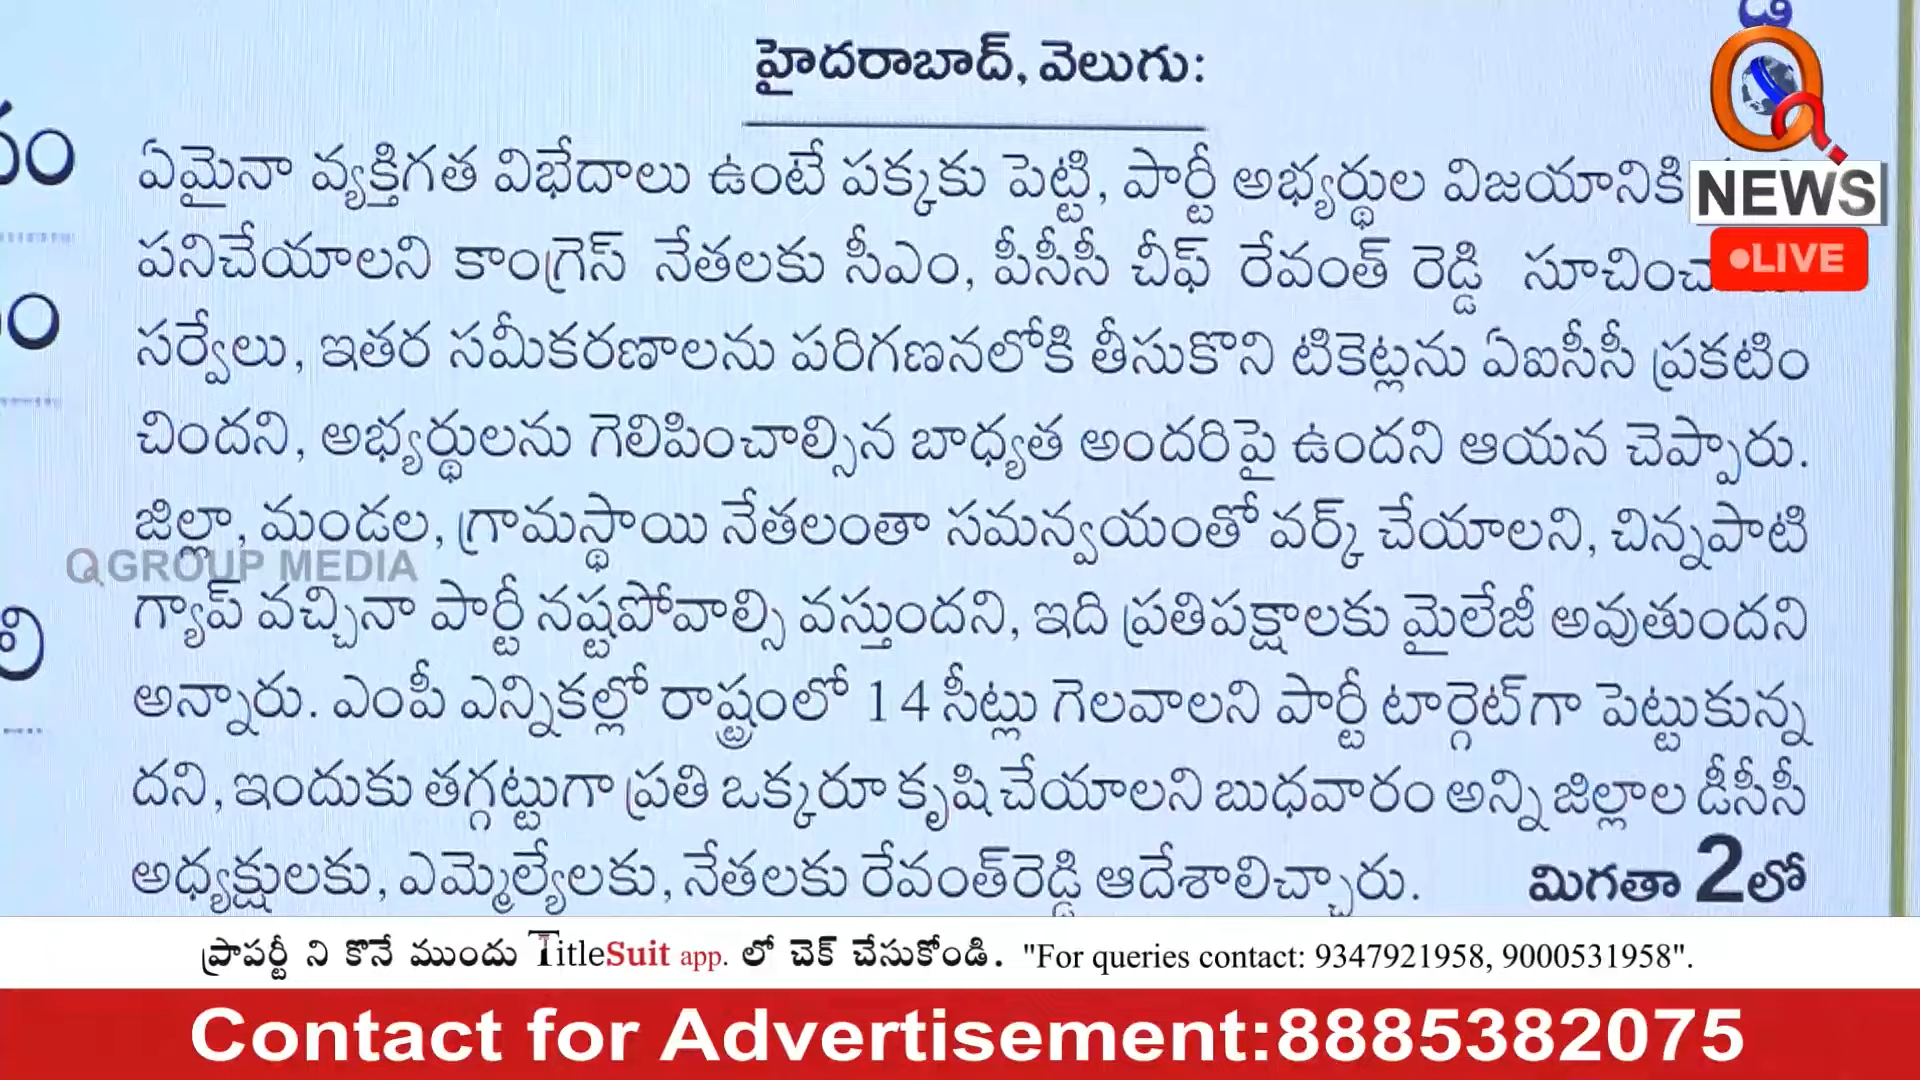 హైదరాబాద్, వెలుగు:
ఏమైనా వ్యక్తిగత విభేదాలు ఉంటే పక్కకు పెట్టి, పార్టీ అభ్యర్థుల విజయానికి
పనిచేయాలని కాంగ్రెస్ నేతలకు సీఎం, పీసీసీ చీఫ్ రేవంత్ రెడ్డి
సర్వేలు, ఇతర సమీకరణాలను పరిగణనలోకి తీసుకొని టికెట్లను ఏఐసీసీ ప్రకటిం
చిందని, అభ్యర్థులను గెలిపించాల్సిన బాధ్యత అందరిపై ఉందని ఆయన చెప్పారు.
జిల్లా, మండల, గ్రామస్థాయి నేతలంతా సమన్వయంతో వర్క్ చేయాలని, చిన్నపాటి
గ్యాప్ వచ్చినా పార్టీ నష్టపోవాల్సి వస్తుందని, ఇది ప్రతిపక్షాలకు మైలేజీ అవుతుందని
అన్నారు. ఎంపీ ఎన్నికల్లో రాష్ట్రంలో 14 సీట్లు గెలవాలని పార్టీ టార్గెట్‌గా పెట్టుకున్న
దని, ఇందుకు తగ్గట్టుగా ప్రతి ఒక్కరూ కృషి చేయాలని బుధవారం అన్ని జిల్లాల డీసీసీ
అధ్యక్షులకు, ఎమ్మెల్యేలకు, నేతలకు రేవంత్‌రెడ్డి ఆదేశాలిచ్చారు. మిగతా 2లో
Q NEWS
LIVE
QGROUP MEDIA
ప్రాపర్టీ ని కొనే ముందు TitleSuit app. లో చెక్ చేసుకోండి. "For queries contact: 9347921958, 9000531958".
Contact for Advertisement:8885382075